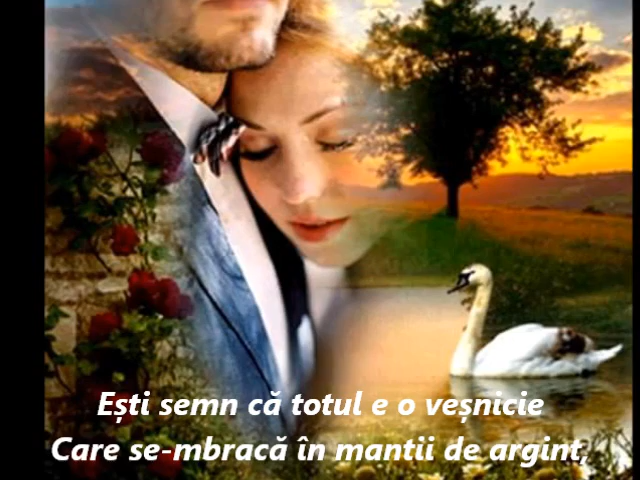 Ești semn că totul e o veșnicie
Care se-mbracă în mantii de argint,